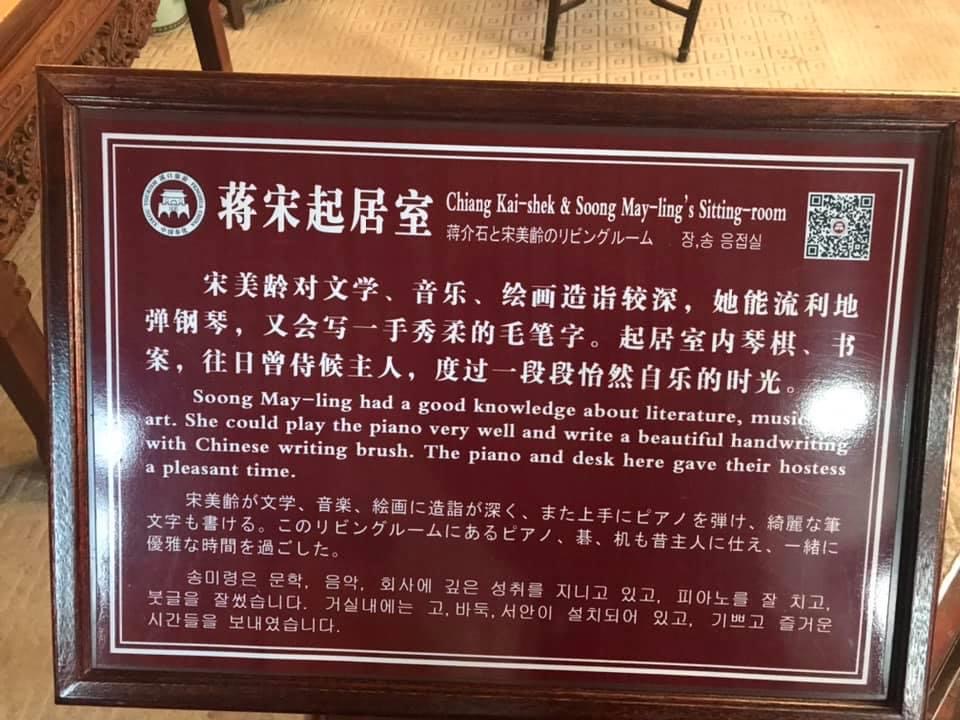 蒋宋起居室
Chiang Kai-shek & Soong May-ling's Sitting-room
蒋介石と宋美齢のリビングルーム 장,송 응접실
宋美龄对文学、音乐、绘画造诣较深，她能流利地
弹钢琴，又会写一手秀柔的毛笔字。起居室内琴棋、书
案，往日曾侍候主人，度过一段段怡然自乐的时光。
Soong May-ling had a good knowledge about literature, music
art. She could play the piano very well and write a beautiful handwriting
with Chinese writing brush. The piano and desk here gave their hostess
a pleasant time.
宋美齢が文学、音楽、絵画に造詣が深く、また上手にピアノを弾け、綺麗な筆
文字も書ける。このリビングルームにあるピアノ、碁、机も昔主人に仕え、一緒に
優雅な時間を過ごした。
송미령은 문학, 음악, 회사에 깊은 성취를 지니고 있고, 피아노를 잘 치고,
붓글을 잘썼습니다. 거실내에는 고,바둑,서안이 설치되어 있고, 기쁘고 즐거운
시간들을 보내였습니다.